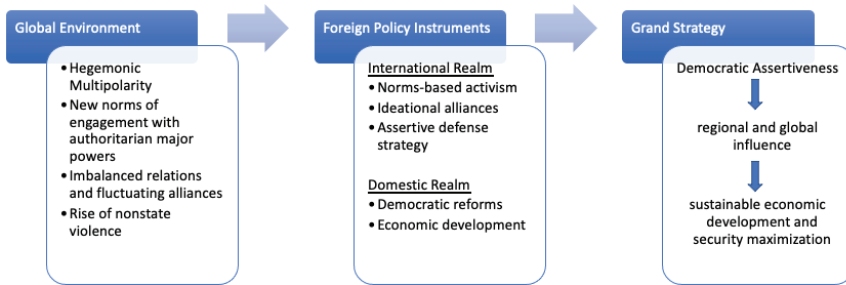 Global Environment
• Hegemonic
Multipolarity
• New norms of
engagement with
authoritarian major
powers
• Imbalanced relations
and fluctuating alliances
• Rise of nonstate
violence
Foreign Policy Instruments
International Realm
• Norms-based activism
• Ideational alliances
• Assertive defense
strategy
Domestic Realm
• Democratic reforms
• Economic development
Grand Strategy
Democratic Assertiveness
regional and global
influence
sustainable economic
development and
security maximization